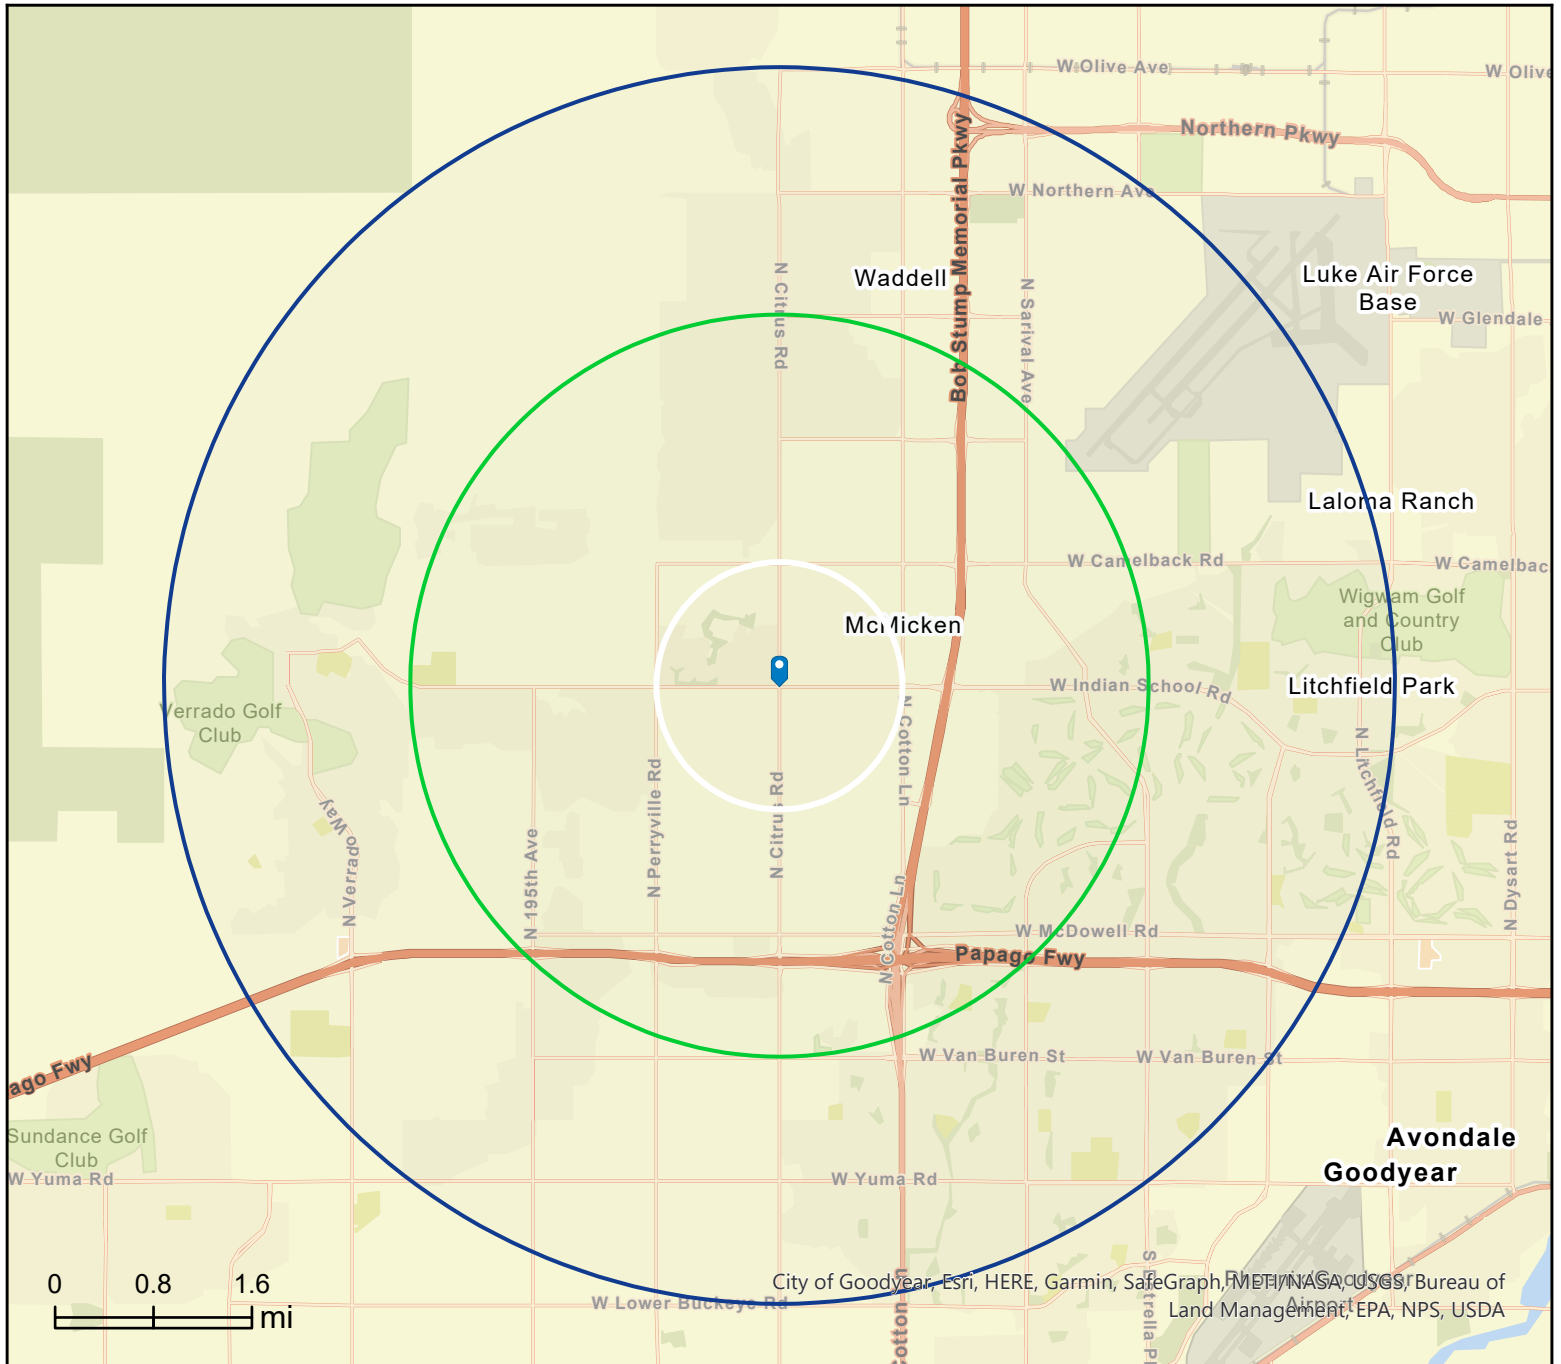 W Olive Ave
W Olive
Northern Pkwy
W Northern Ave
Bob Stump Memorial Pkwy
Waddell
N Citrus Rd
N Sarival Ave
Luke Air Force
Base
W Glendale
Laloma Ranch
W Camelback Rd
W Camelbac
Wigwam Golf
and Country
Club
McMicken
W Indian School Rd
Litchfield Park
Verrado Golf
Club
N Cotton Ln
N Litchfield Rd
N Perryville Rd
N Citrus Rd
N Verrado Way
N 195th Ave
N Dysart Rd
N Cotton Ln
W McDowell Rd
Papago Fwy
W Van Buren St
W Van Buren St
ago Fwy
Sundance Golf
Club
Avondale
Goodyear
W Yuma Rd
W Yuma Rd
S Estrella P
0 0.8 1.6
mi
W Lower Buckeye Rd
Cotton
Phoenix Goodyear
Airport
City of Goodyear, Esri, HERE, Garmin, SafeGraph, METI/NASA, USGS, Bureau of
Land Management, EPA, NPS, USDA